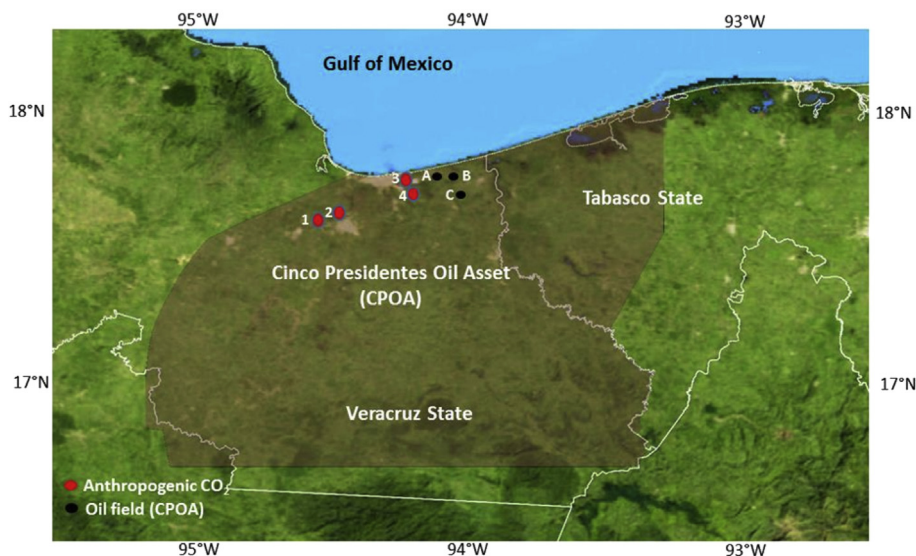 95°W 94°W 93°W
Gulf of Mexico
18°N 18°N
3 A B
4 C
Tabasco State
1 2
Cinco Presidentes Oil Asset
(CPOA)
17°N 17°N
Veracruz State
Anthropogenic CO₂
Oil field (CPOA)
95°W 94°W 93°W